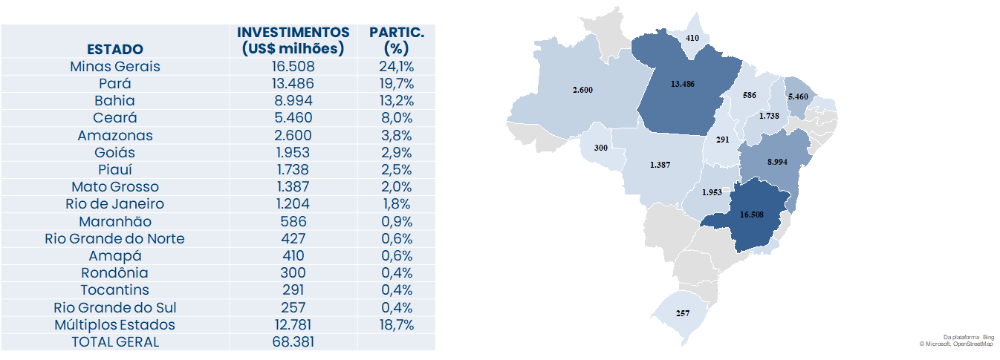 ESTADO INVESTIMENTOS (US$ milhões) PARTIC. (%)
Minas Gerais 16.508 24,1%
Pará 13.486 19,7%
Bahia 8.994 13,2%
Ceará 5.460 8,0%
Amazonas 2.600 3,8%
Goiás 1.953 2,9%
Piauí 1.738 2,5%
Mato Grosso 1.387 2,0%
Rio de Janeiro 1.204 1,8%
Maranhão 586 0,9%
Rio Grande do Norte 427 0,6%
Amapá 410 0,6%
Rondônia 300 0,4%
Tocantins 291 0,4%
Rio Grande do Sul 257 0,4%
Múltiplos Estados 12.781 18,7%
TOTAL GERAL 68.381
410
2.600
13.486
586
5.460
1.738
300
291
1.387
8.994
1.953
16.508
257
Da plataforma Bing
© Microsoft, OpenStreetMap